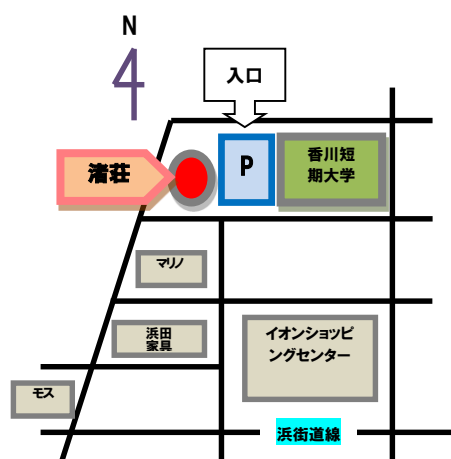 N
入口
渚荘
P
香川短
期大学
マリノ
浜田
家具
イオンショッピ
ングセンター
モス
浜街道線